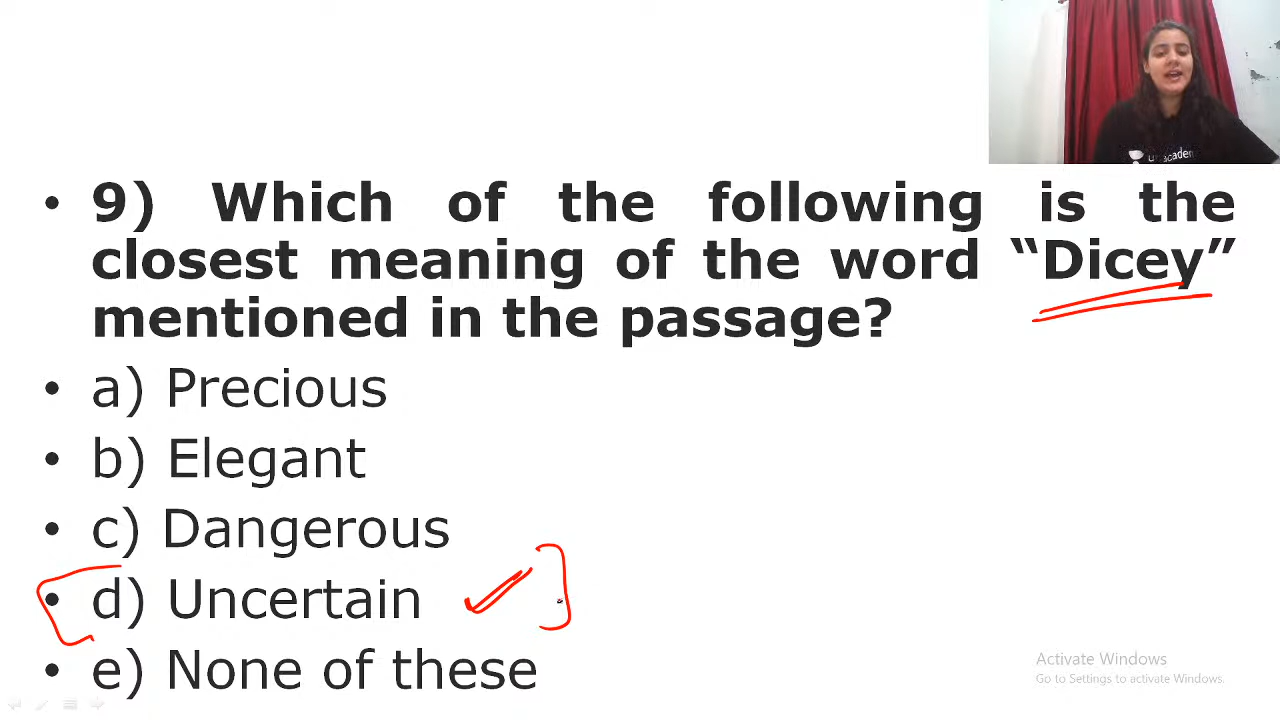 • 9) Which of the following is the
closest meaning of the word “Dicey”
mentioned in the passage?
• a) Precious
• b) Elegant
• c) Dangerous
• d) Uncertain
• e) None of these
Activate Windows
Go to Settings to activate Windows.